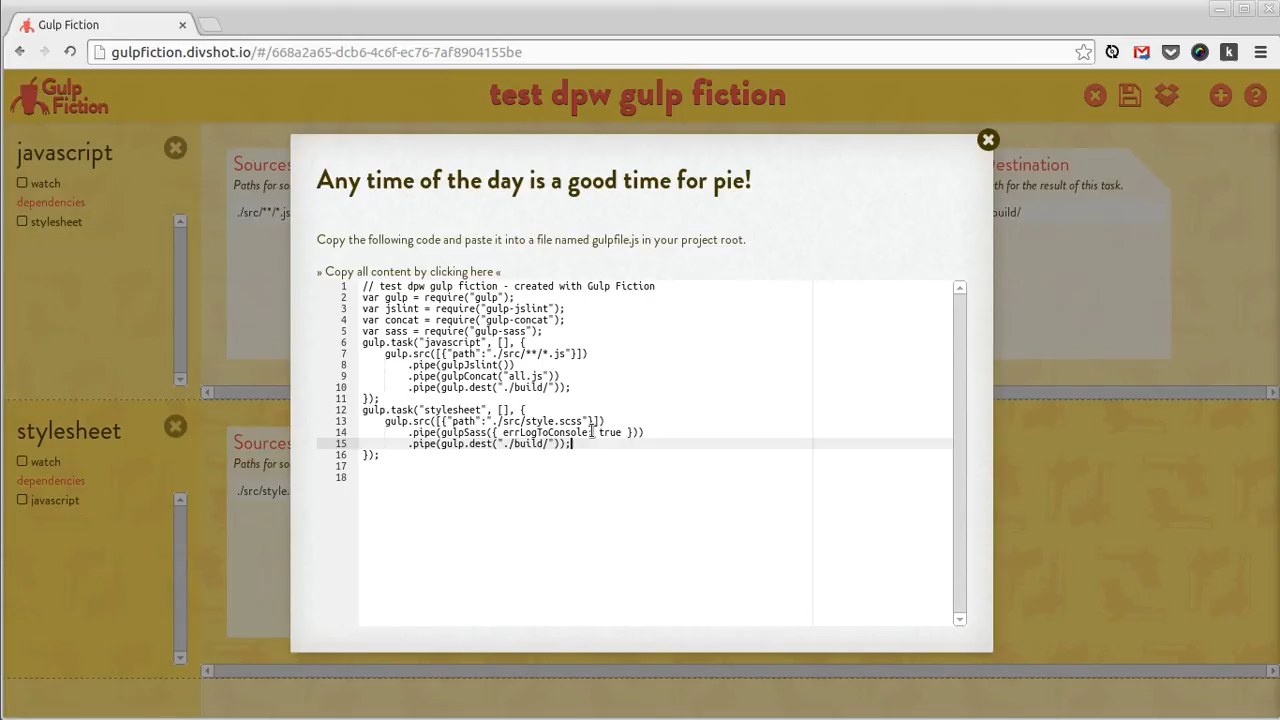 Gulp Fiction
gulpfiction.divshot.io/#/668a2a65-dcb6-4c6f-ec76-7af8904155be
k
Gulp
Fiction
test dpw gulp fiction
javascript
watch
dependencies
stylesheet
Sources
Paths for so
./src/**/*.js
Destination
th for the result of this task.
build/
stylesheet
watch
dependencies
javascript
Sources
Paths for so
./src/style.
Any time of the day is a good time for pie!
Copy the following code and paste it into a file named gulpfile.js in your project root.
» Copy all content by clicking here «
1 // test dpw gulp fiction - created with Gulp Fiction
2 var gulp = require("gulp");
3 var jslint = require("gulp-jslint");
4 var concat = require("gulp-concat");
5 var sass = require("gulp-sass");
6 gulp.task("javascript", [], {
7 gulp.src([{"path":"./src/**/*.js"}])
8 .pipe(gulpJslint())
9 .pipe(gulpConcat("all.js"))
10 .pipe(gulp.dest("./build/"));
11 });
12 gulp.task("stylesheet", [], {
13 gulp.src([{"path":"./src/style.scss"}])
14 .pipe(gulpSass({ errLogToConsole: true }))
15 .pipe(gulp.dest("./build/"));
16 });
17
18